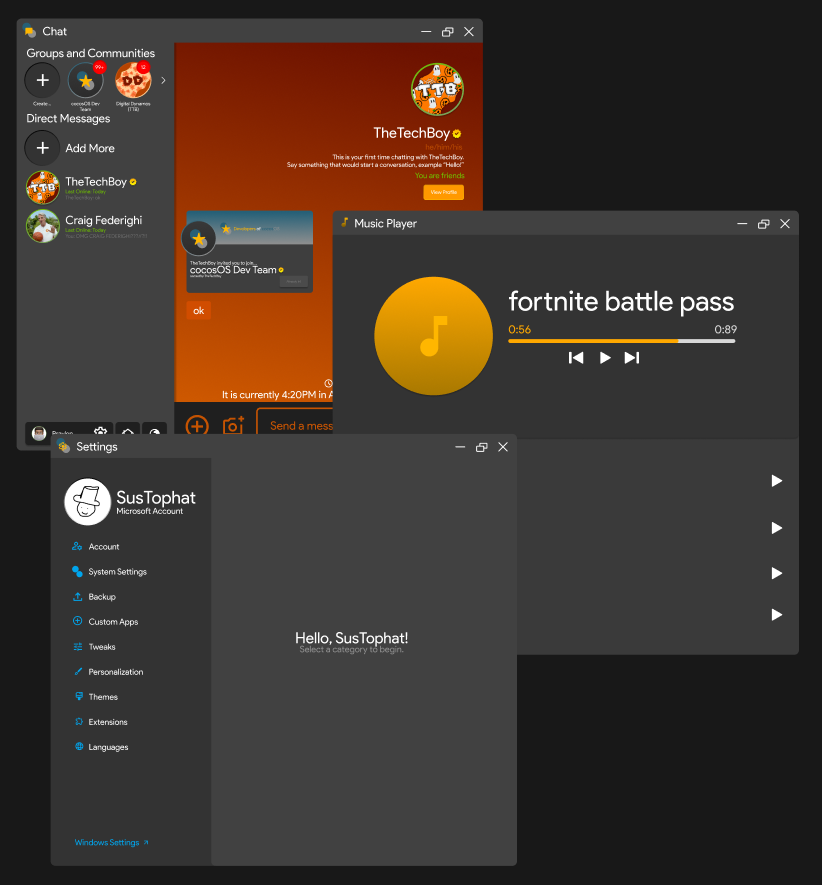 Chat
Groups and Communities
99+
12
Create...
cocosOS Dev
Team
Digital Dynamos
(TTB)
Direct Messages
Add More
TheTechBoy
Last Online: Today
Craig Federighi
Last Online: Today
TTB
TheTechBoy
he/him/his
This is your first time chatting with TheTechBoy.
Say something that would start a conversation, example "Hello!"
You are friends
View Profile
TheTechBoy invited you to join...
cocosOS Dev Team
ok
It is currently 4:20PM in
Send a mess
Music Player
fortnite battle pass
0:56
0:89
Settings
SusTophat
Microsoft Account
Account
System Settings
Backup
Custom Apps
Tweaks
Personalization
Themes
Extensions
Languages
Windows Settings
Hello, SusTophat!
Select a category to begin.